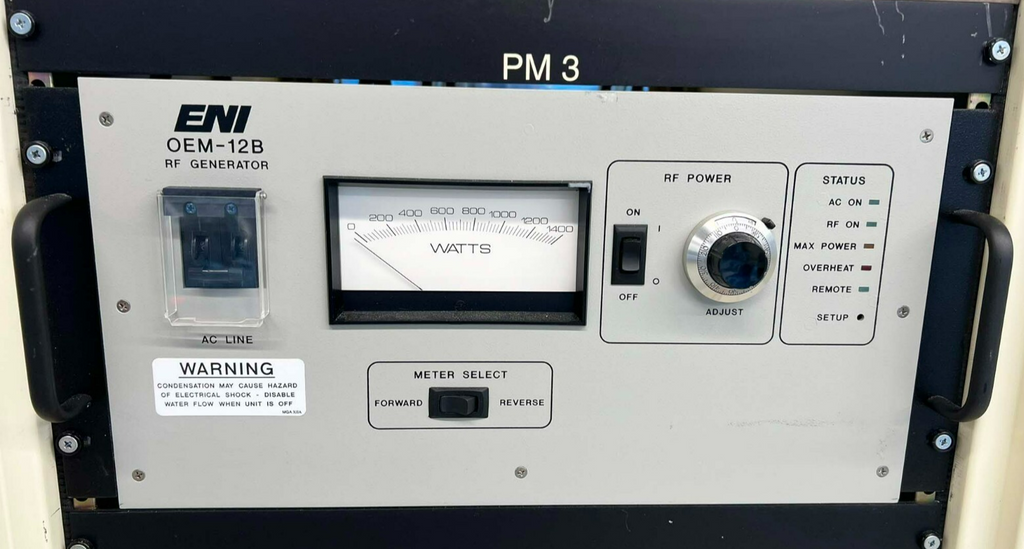 PM 3
ENI
OEM-12B
RF GENERATOR
AC LINE
WARNING
CONDENSATION MAY CAUSE HAZARD
OF ELECTRICAL SHOCK - DISABLE
WATER FLOW WHEN UNIT IS OFF
0 200 400 600 800 1000 1200 1400
WATTS
METER SELECT
FORWARD REVERSE
RF POWER
ON
I
O
OFF
ADJUST
STATUS
AC ON
RF ON
MAX POWER
OVERHEAT
REMOTE
SETUP